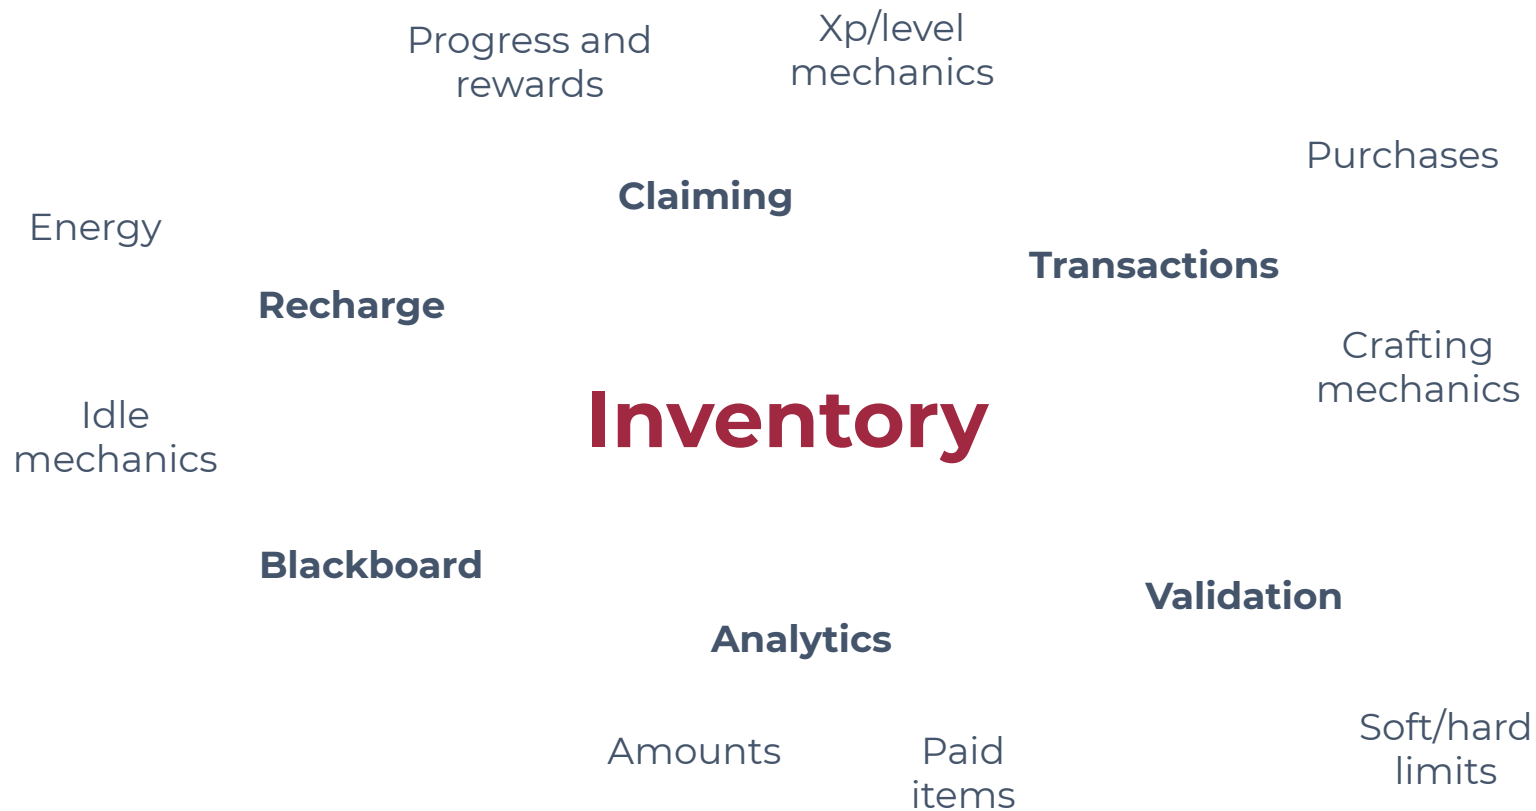 Progress and
rewards
Xp/level
mechanics
Purchases
Claiming
Energy
Transactions
Recharge
Crafting
mechanics
Inventory
Idle
mechanics
Blackboard
Validation
Analytics
Amounts
Paid
items
Soft/hard
limits